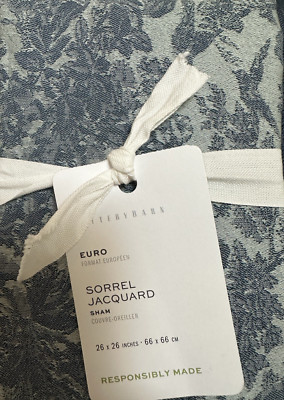 TTERYBARN
EURO
FORMAT EUROPÉEN
SORREL
JACQUARD
SHAM
COUVRE-OREILLER
26 X 26 INCHES · 66 X 66 CM
RESPONSIBLY MADE